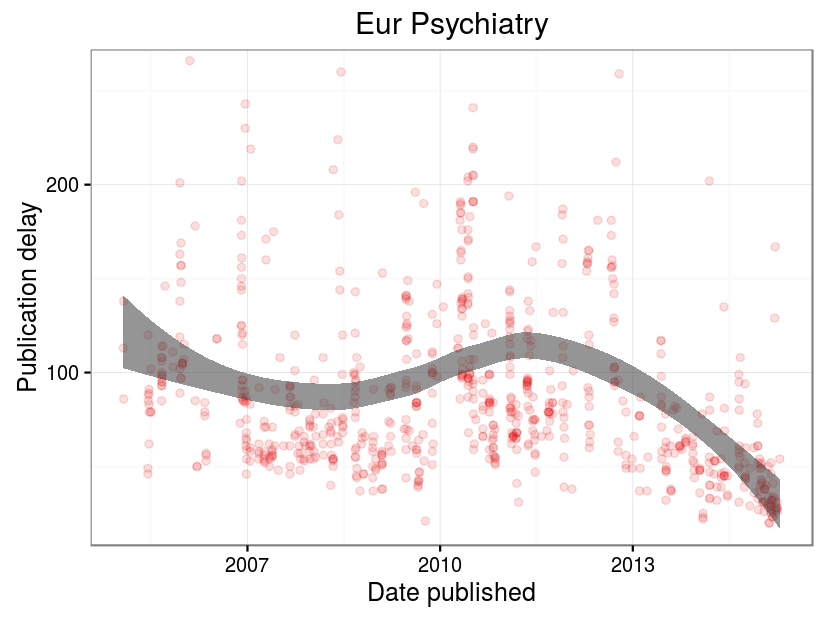 Eur Psychiatry
Publication delay
200
100
2007 2010 2013
Date published